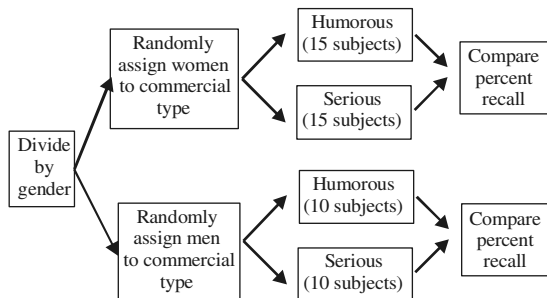 Divide
by
gender
Randomly
assign women
to commercial
type
Humorous
(15 subjects)
Serious
(15 subjects)
Compare
percent
recall
Randomly
assign men
to commercial
type
Humorous
(10 subjects)
Serious
(10 subjects)
Compare
percent
recall